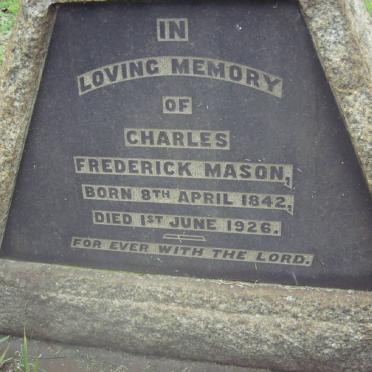 IN
LOVING MEMORY
OF
CHARLES
FREDERICK MASON,
BORN 8TH APRIL 1842,
DIED 1ST JUNE 1926.
FOR EVER WITH THE LORD.